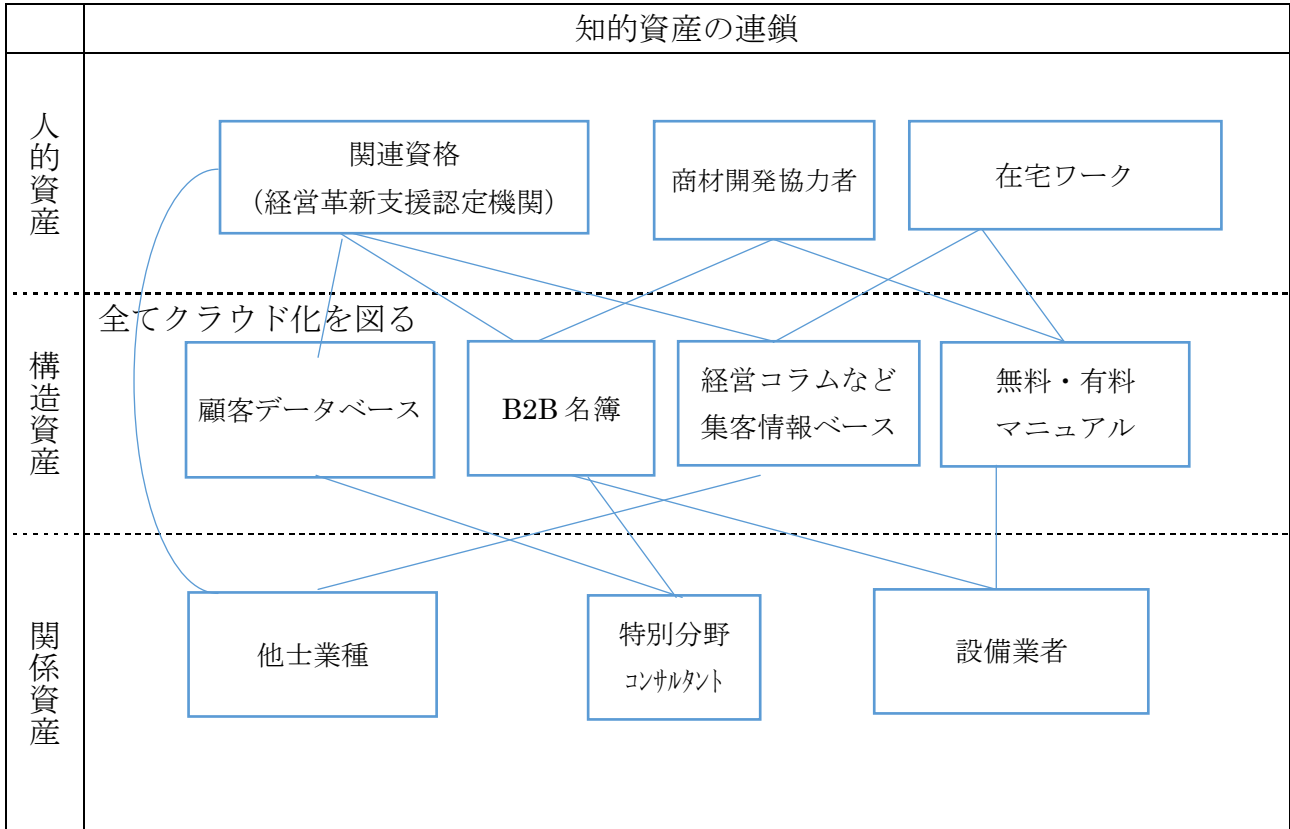 知的資産の連鎖
人的資産
関連資格
（経営革新支援認定機関）
商材開発協力者
在宅ワーク
構造資産
全てクラウド化を図る
顧客データベース
B2B 名簿
経営コラムなど
集客情報ベース
無料・有料
マニュアル
関係資産
他士業種
特別分野
ｺﾝｻﾙﾀﾝﾄ
設備業者